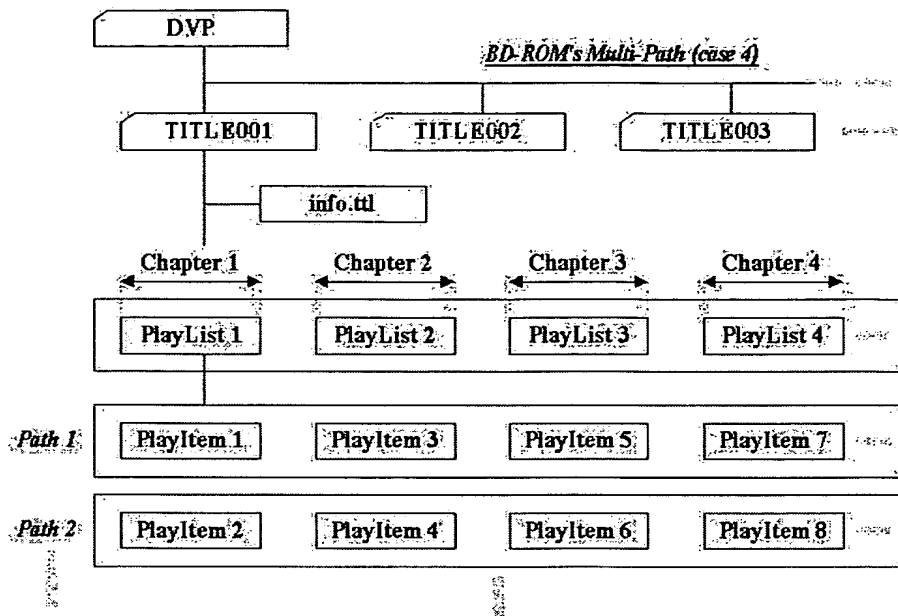 DVP
BD-ROM's Multi-Path (case 4)
TITLE001 TITLE002 TITLE003
info.ttl
Chapter 1 Chapter 2 Chapter 3 Chapter 4
PlayList 1 PlayList 2 PlayList 3 PlayList 4
Path 1 PlayItem 1 PlayItem 3 PlayItem 5 PlayItem 7
Path 2 PlayItem 2 PlayItem 4 PlayItem 6 PlayItem 8